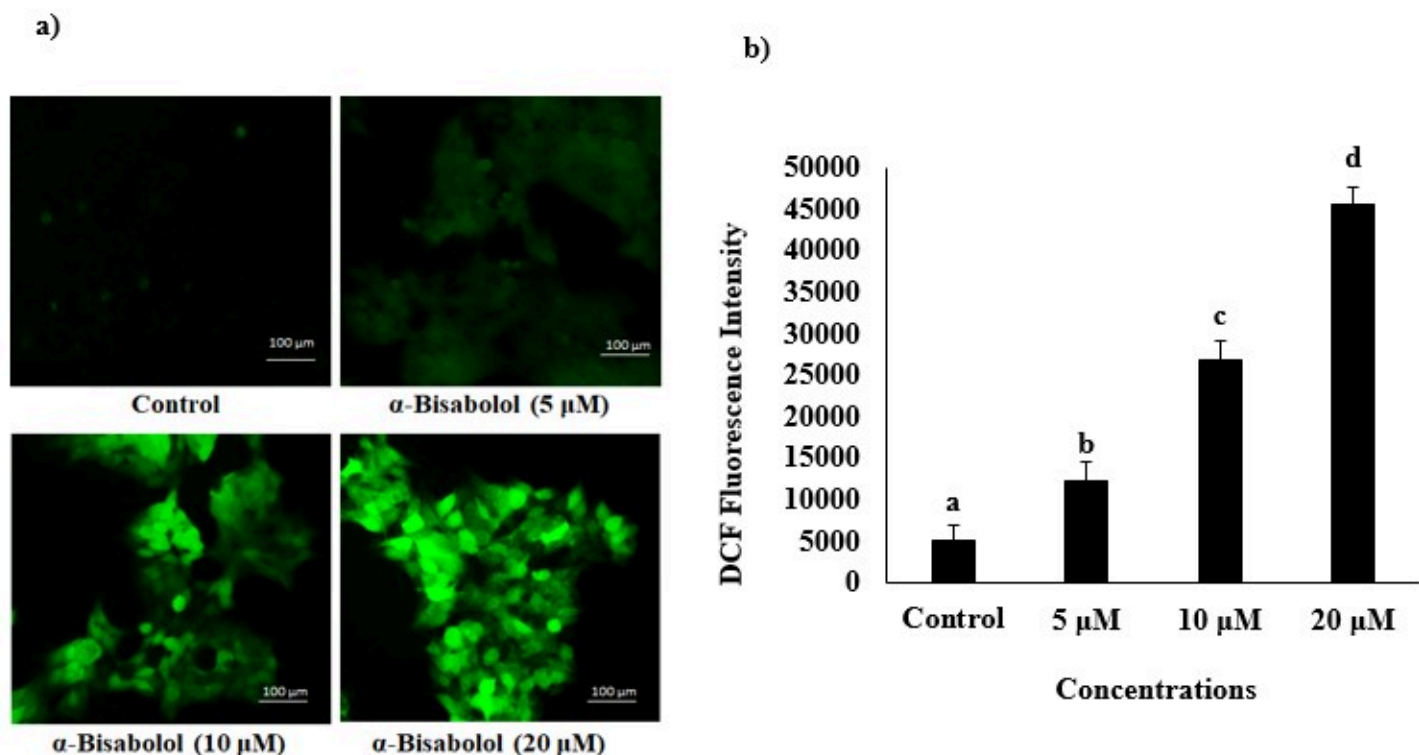 a)
100 μm
100 μm
Control
α-Bisabolol (5 μM)
100 μm
100 μm
α-Bisabolol (10 μM)
α-Bisabolol (20 μM)
b)
DCF Fluorescence Intensity
50000
45000
40000
35000
30000
25000
20000
15000
10000
5000
0
a
b
c
d
Control
5 μM
10 μM
20 μM
Concentrations